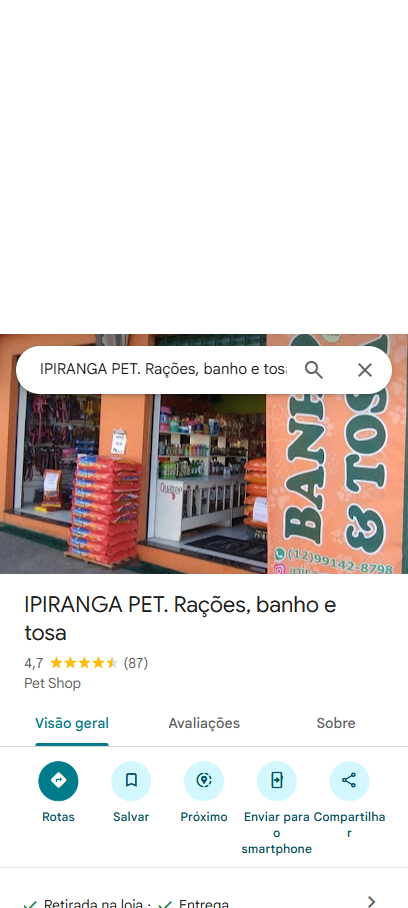 IPIRANGA PET. Rações, banho e tosa
Quatree
BANHO
& TOSA
(12)99142-8798
IPIRANGA PET. Rações, banho e
tosa
4,7 (87)
Pet Shop
Visão geral Avaliações Sobre
Rotas Salvar Próximo Enviar para o smartphone Compartilhar
Retirada na loja · Entrega